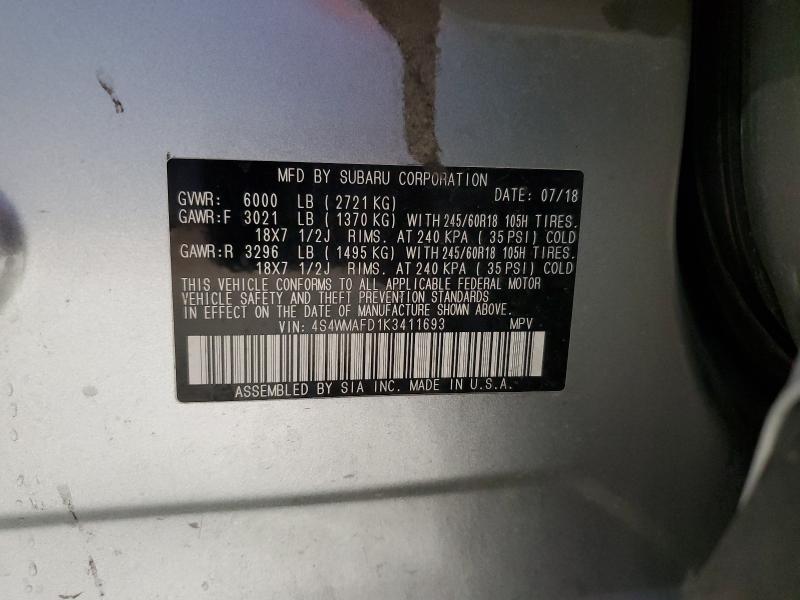 MFD BY SUBARU CORPORATION
GVWR: 6000 LB ( 2721 KG) DATE: 07/18
GAWR:F 3021 LB ( 1370 KG) WITH 245/60R18 105H TIRES.
18X7 1/2J RIMS. AT 240 KPA ( 35 PSI) COLD
GAWR:R 3296 LB ( 1495 KG) WITH 245/60R18 105H TIRES.
18X7 1/2J RIMS. AT 240 KPA ( 35 PSI) COLD
THIS VEHICLE CONFORMS TO ALL APPLICABLE FEDERAL MOTOR
VEHICLE SAFETY AND THEFT PREVENTION STANDARDS
IN EFFECT ON THE DATE OF MANUFACTURE SHOWN ABOVE.
VIN: 4S4WMAFD1K3411693 MPV
ASSEMBLED BY SIA INC. MADE IN U.S.A.